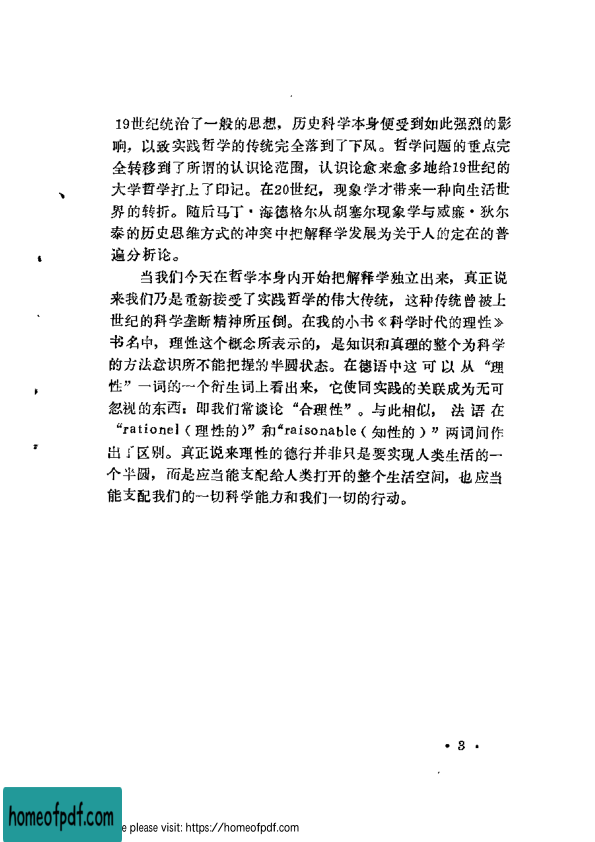 19世纪统治了一般的思想，历史科学本身便受到如此强烈的影
响，以致实践哲学的传统完全落到了下风。哲学问题的重点完
全转移到了所谓的认识论范围，认识论愈来愈多地给19世纪的
大学哲学打上了印记。在20世纪，现象学才带来一种向生活世
界的转折。随后马丁·海德格尔从胡塞尔现象学与威廉·狄尔
泰的历史思维方式的冲突中把解释学发展为关于人的定在的普
遍分析论。
当我们今天在哲学本身内开始把解释学独立出来，真正说
来我们乃是重新接受了实践哲学的伟大传统，这种传统曾被上
世纪的科学垄断精神所压倒。在我的小书《科学时代的理性》
书名中，理性这个概念所表示的，是知识和真理的整个为科学
的方法意识所不能把握的半圆状态。在德语中这可以从“理
性”一词的一个衍生词上看出来，它使同实践的关联成为无可
忽视的东西：即我们常谈论“合理性”。与此相似，法语在
“rationel（理性的）”和“raisonable（知性的）”两词间作
出了区别。真正说来理性的德行并非只是要实现人类生活的一
个半圆，而是应当能支配给人类打开的整个生活空间，也应当
能支配我们的一切科学能力和我们一切的行动。
• 3 •
homeofpdf.com
e please visit: https://homeofpdf.com